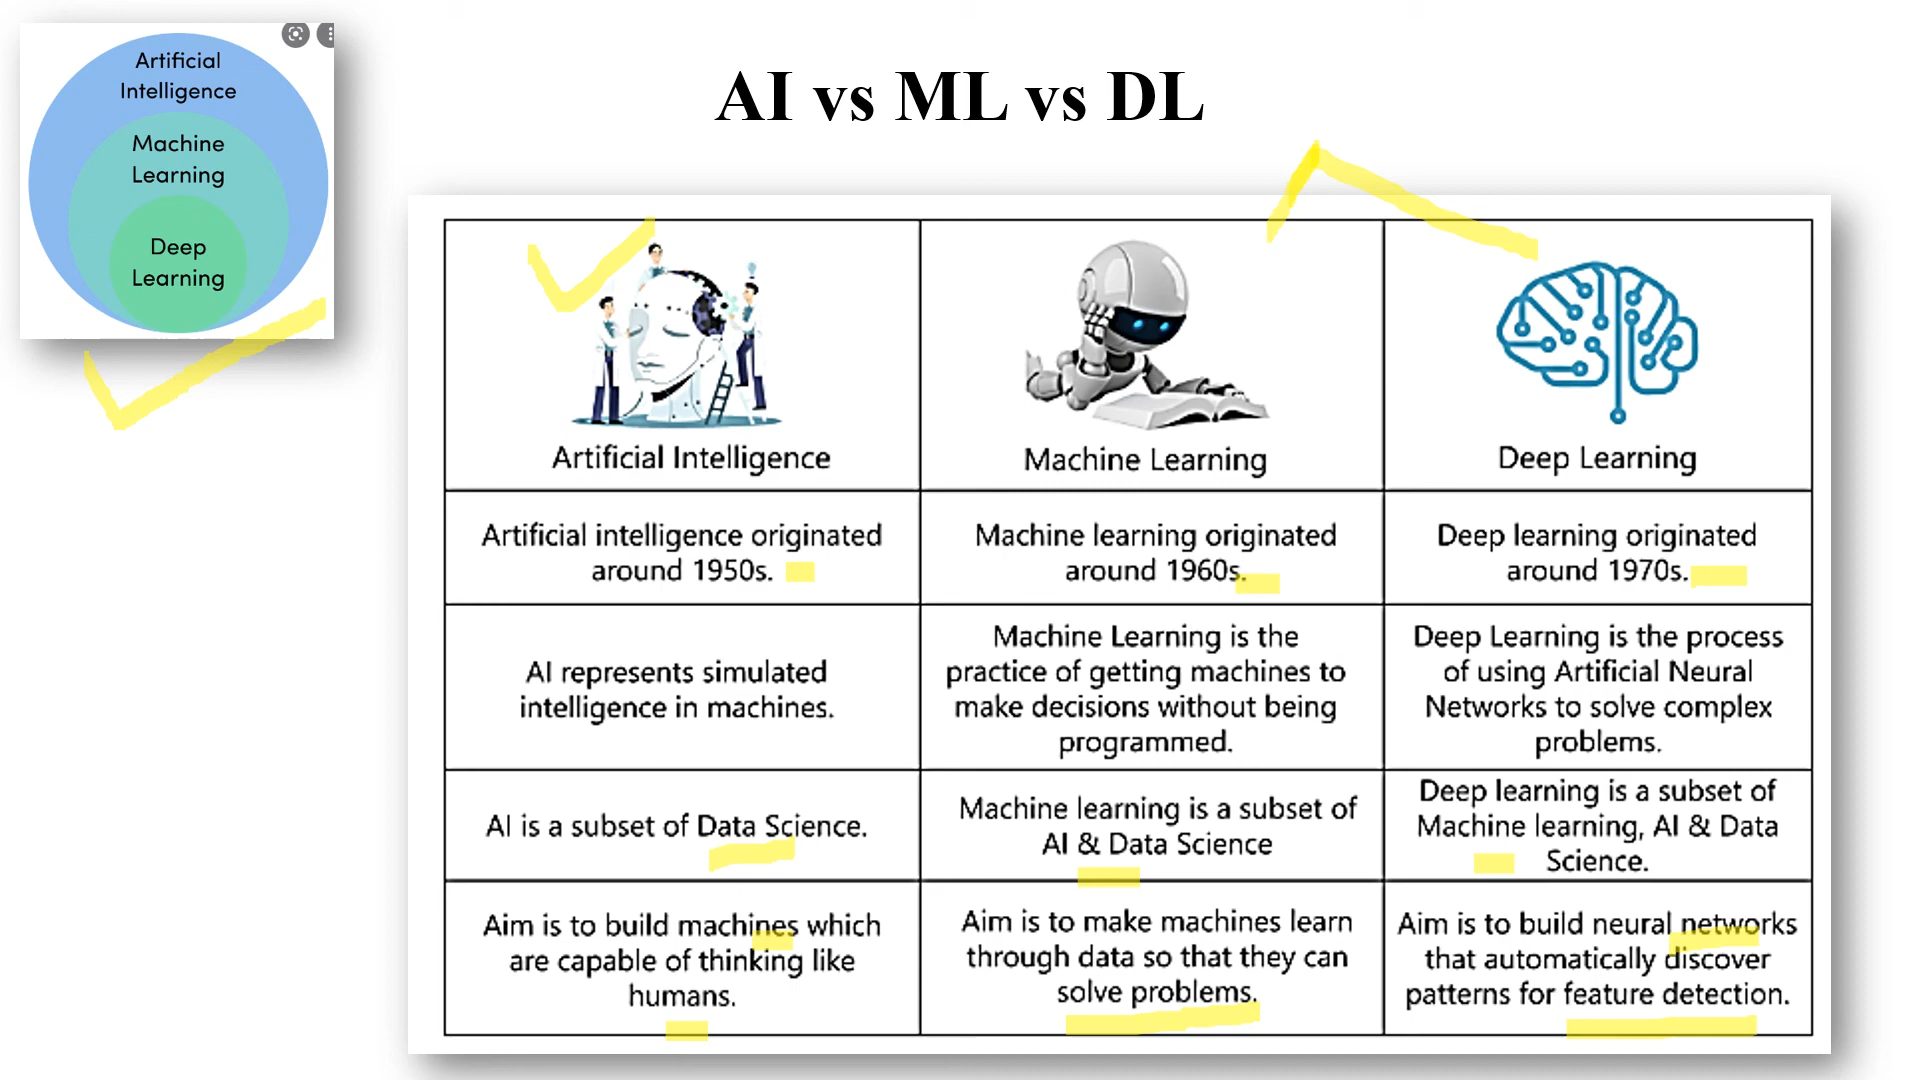 Artificial
Intelligence
Machine
Learning
Deep
Learning
AI vs ML vs DL
Artificial Intelligence
Machine Learning
Deep Learning
Artificial intelligence originated
around 1950s.
Machine learning originated
around 1960s.
Deep learning originated
around 1970s.
AI represents simulated
intelligence in machines.
Machine Learning is the
practice of getting machines to
make decisions without being
programmed.
Deep Learning is the process
of using Artificial Neural
Networks to solve complex
problems.
AI is a subset of Data Science.
Machine learning is a subset of
AI & Data Science
Deep learning is a subset of
Machine learning, AI & Data
Science.
Aim is to build machines which
are capable of thinking like
humans.
Aim is to make machines learn
through data so that they can
solve problems.
Aim is to build neural networks
that automatically discover
patterns for feature detection.